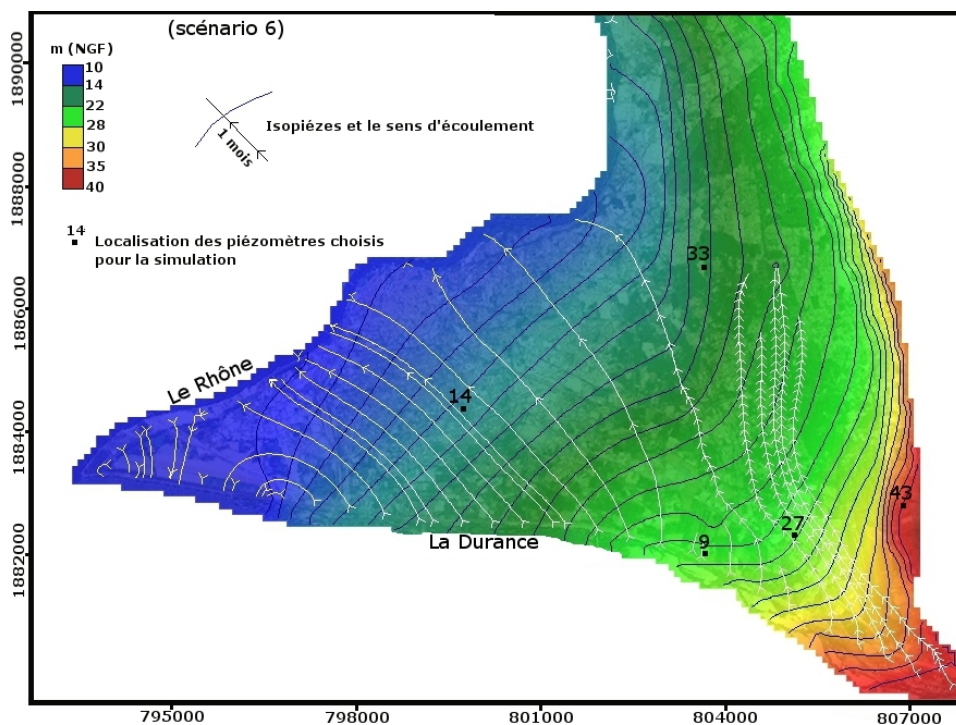 (scénario 6)
m (NGF)
10
14
22
28
30
35
40
Isopiézes et le sens d'écoulement
1 mois
14
Localisation des piézomètres choisis
pour la simulation
33
14
43
27
9
Le Rhône
La Durance
1890000
1888000
1886000
1884000
1882000
795000
798000
801000
804000
807000